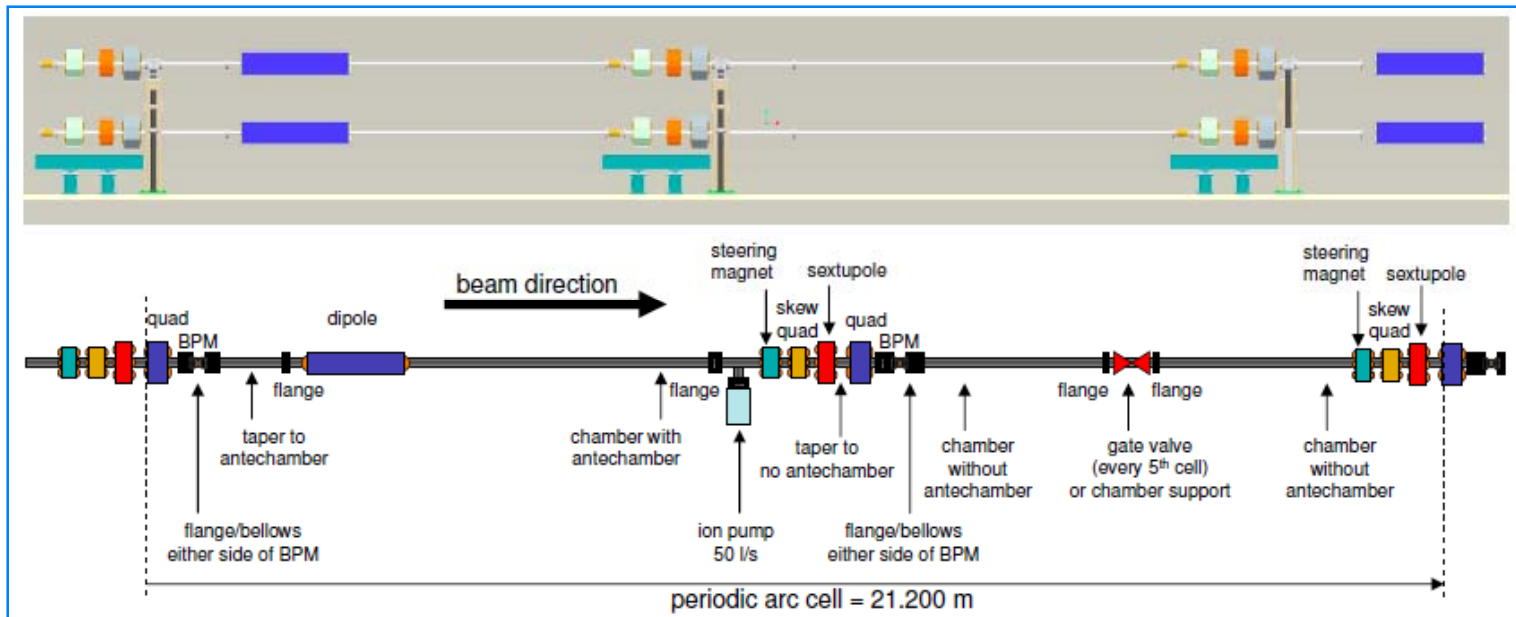 steering
magnet
sextupole
steering
magnet
sextupole
beam direction
skew
quad
skew
quad
quad
dipole
quad
BPM
BPM
flange
flange
flange
flange
taper to
antechamber
chamber with
antechamber
taper to
no antechamber
chamber
without
antechamber
gate valve
(every 5th cell)
or chamber support
chamber
without
antechamber
flange/bellows
either side of BPM
ion pump
50 l/s
flange/bellows
either side of BPM
periodic arc cell = 21.200 m